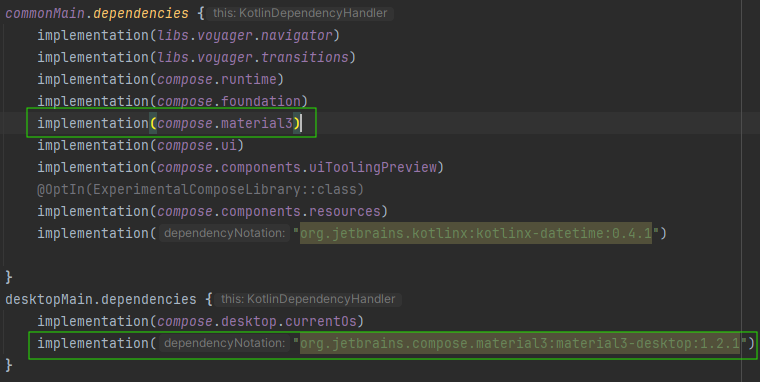 commonMain.dependencies { this: KotlinDependencyHandler
implementation(libs.voyager.navigator)
implementation(libs.voyager.transitions)
implementation(compose.runtime)
implementation(compose.foundation)
implementation(compose.material3)
implementation(compose.ui)
implementation(compose.components.uiToolingPreview)
@OptIn(ExperimentalComposeLibrary::class)
implementation(compose.components.resources)
implementation( dependencyNotation: "org.jetbrains.kotlinx:kotlinx-datetime:0.4.1")
}
desktopMain.dependencies { this: KotlinDependencyHandler
implementation(compose.desktop.currentOs)
implementation( dependencyNotation: "org.jetbrains.compose.material3:material3-desktop:1.2.1")
}